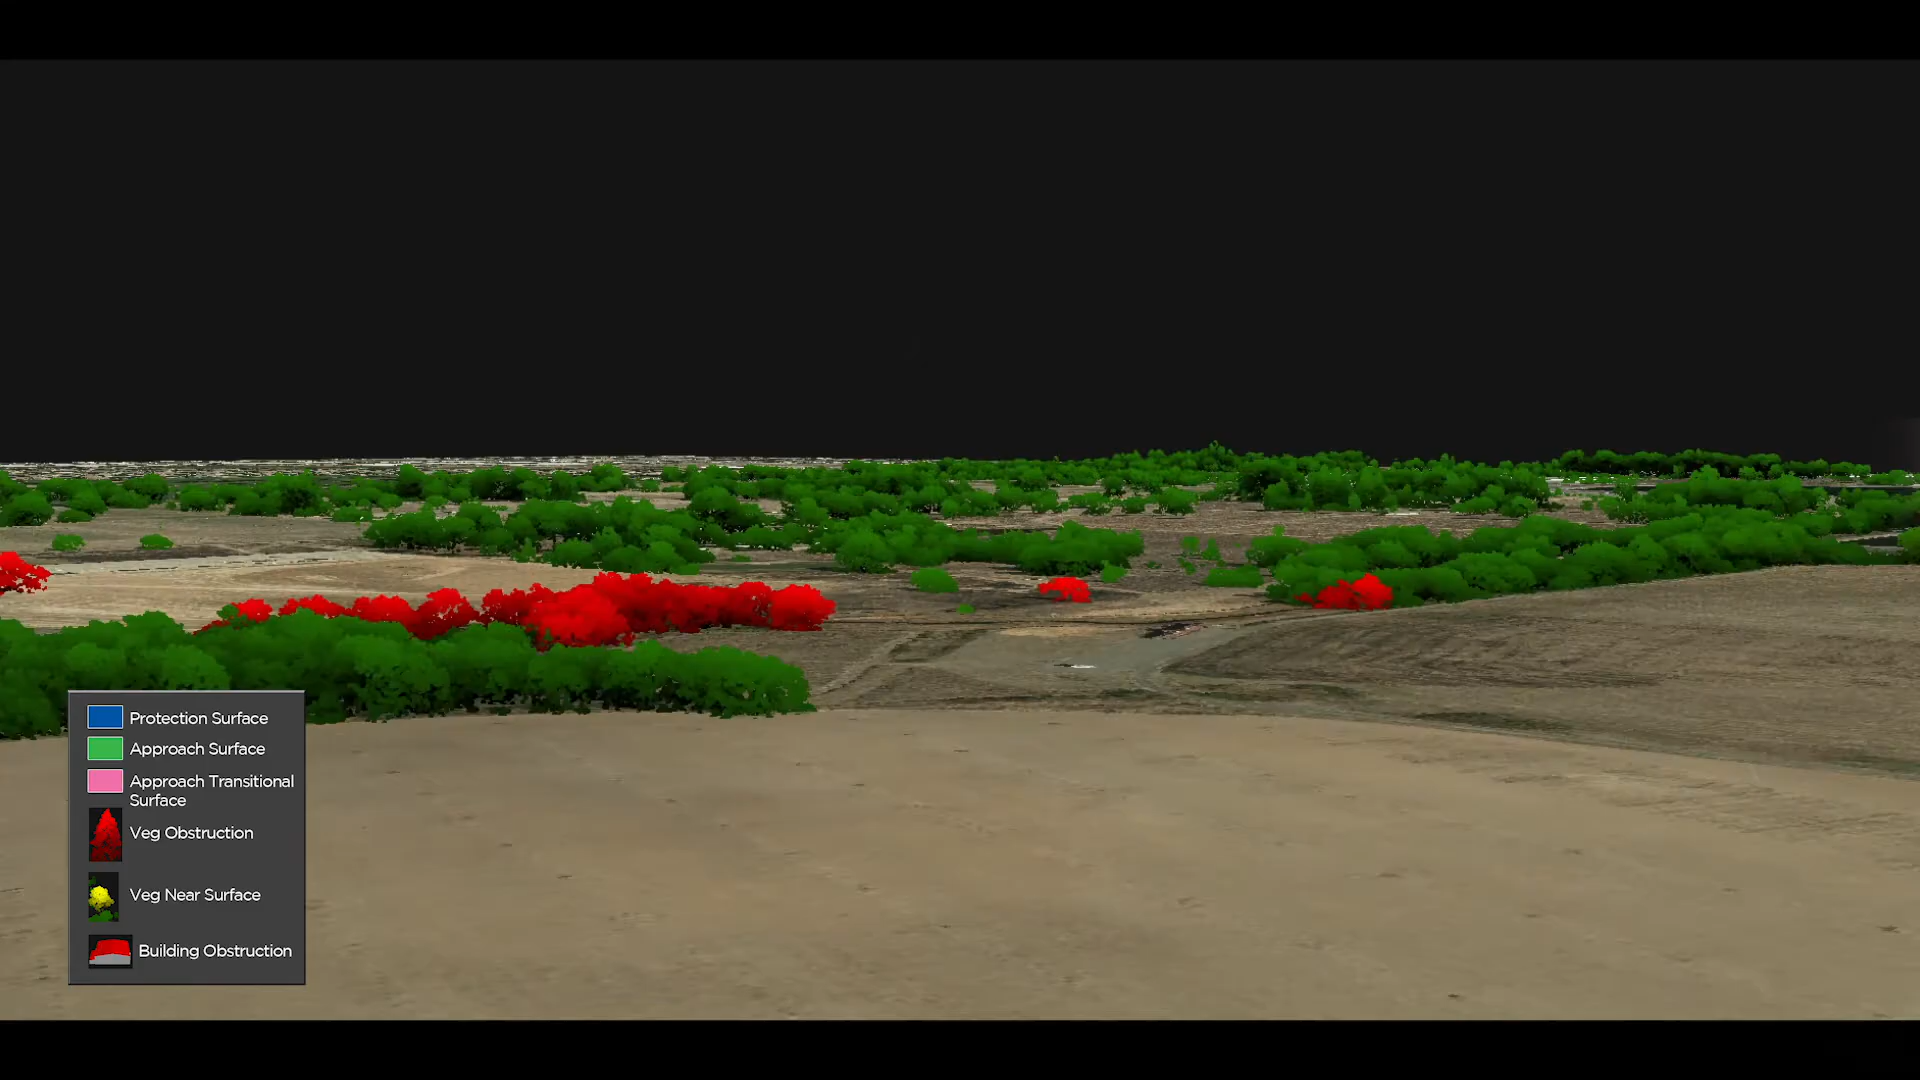 Protection Surface
Approach Surface
Approach Transitional
Surface
Veg Obstruction
Veg Near Surface
Building Obstruction